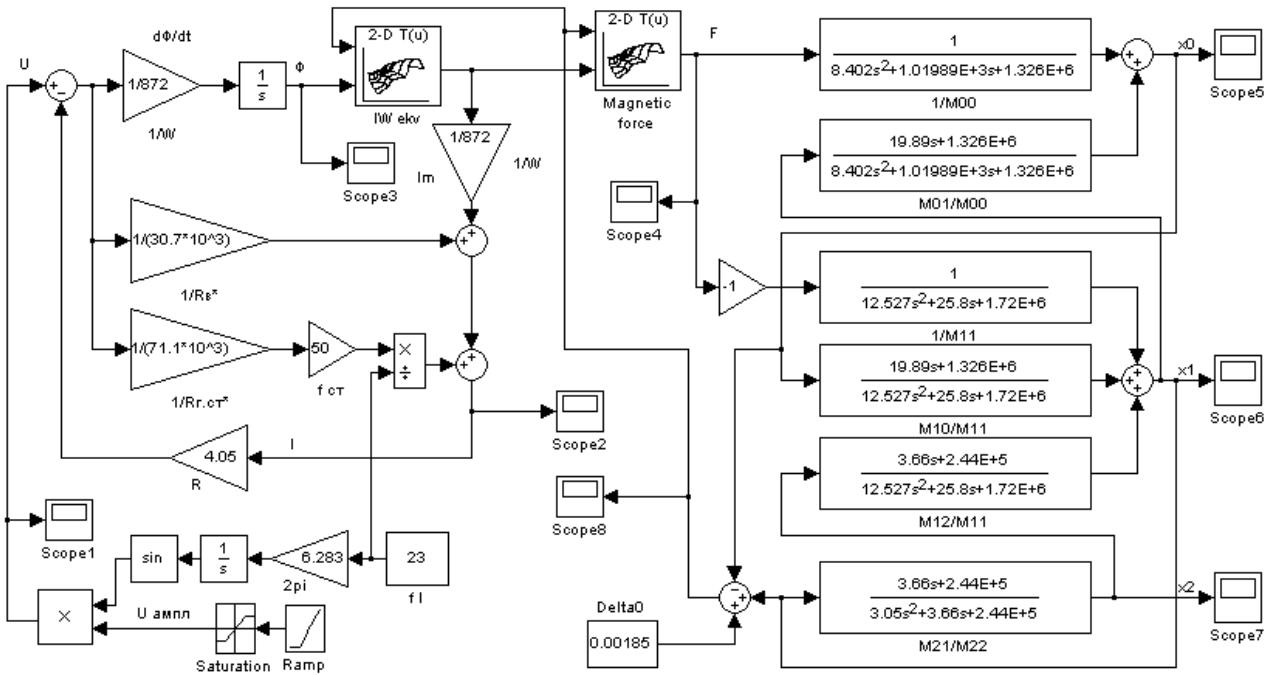 2-D T(u)
2-D T(u)
F
1
8.402s²+1.01989E+3s+1.326E+6
1/M00
x0
Scope5
dФ/dt
U
1/872
1/W
1
s
Ф
IW ekv
Magnetic
force
Scope3
1/872
1/W
Im
19.89s+1.326E+6
8.402s²+1.01989E+3s+1.326E+6
M01/M00
Scope4
1/(30.7*10^3)
1/Rв*
-1
1
12.527s²+25.8s+1.72E+6
1/M11
1/(71.1*10^3)
1/Rг.ст*
50
f ст
×
÷
19.89s+1.326E+6
12.527s²+25.8s+1.72E+6
M10/M11
x1
Scope6
Scope2
4.05
R
I
3.66s+2.44E+5
12.527s²+25.8s+1.72E+6
M12/M11
Scope8
Scope1
sin
1
s
6.283
2pi
23
f I
×
U ампл
Saturation
Ramp
Delta0
0.00185
3.66s+2.44E+5
3.05s²+3.66s+2.44E+5
M21/M22
x2
Scope7